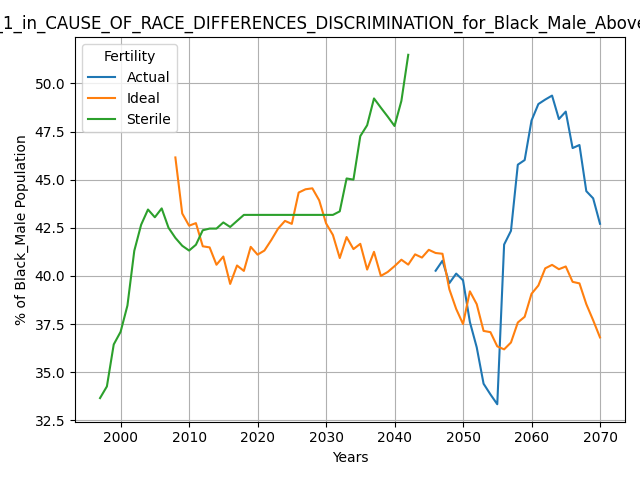 _1_in_CAUSE_OF_RACE_DIFFERENCES_DISCRIMINATION_for_Black_Male_Above
Fertility
Actual
Ideal
Sterile
% of Black_Male Population
50.0
47.5
45.0
42.5
40.0
37.5
35.0
32.5
2000
2010
2020
2030
2040
2050
2060
2070
Years